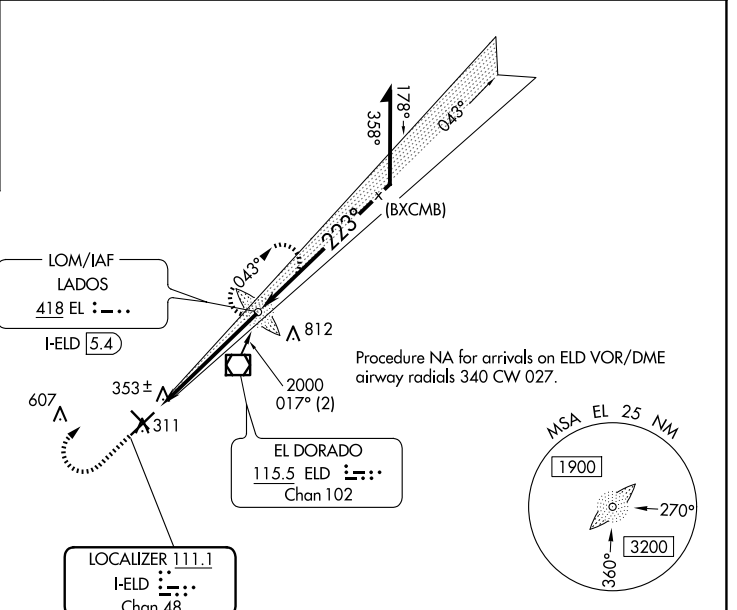 178°
358°
043°
(BXCMB)
223°
043°
LOM/IAF
LADOS
418 EL
I-ELD 5.4
812
Procedure NA for arrivals on ELD VOR/DME
airway radials 340 CW 027.
2000
017° (2)
353 ±
607
311
EL DORADO
115.5 ELD
Chan 102
MSA EL 25 NM
1900
270°
3200
360°
LOCALIZER 111.1
I-ELD
Chan 48